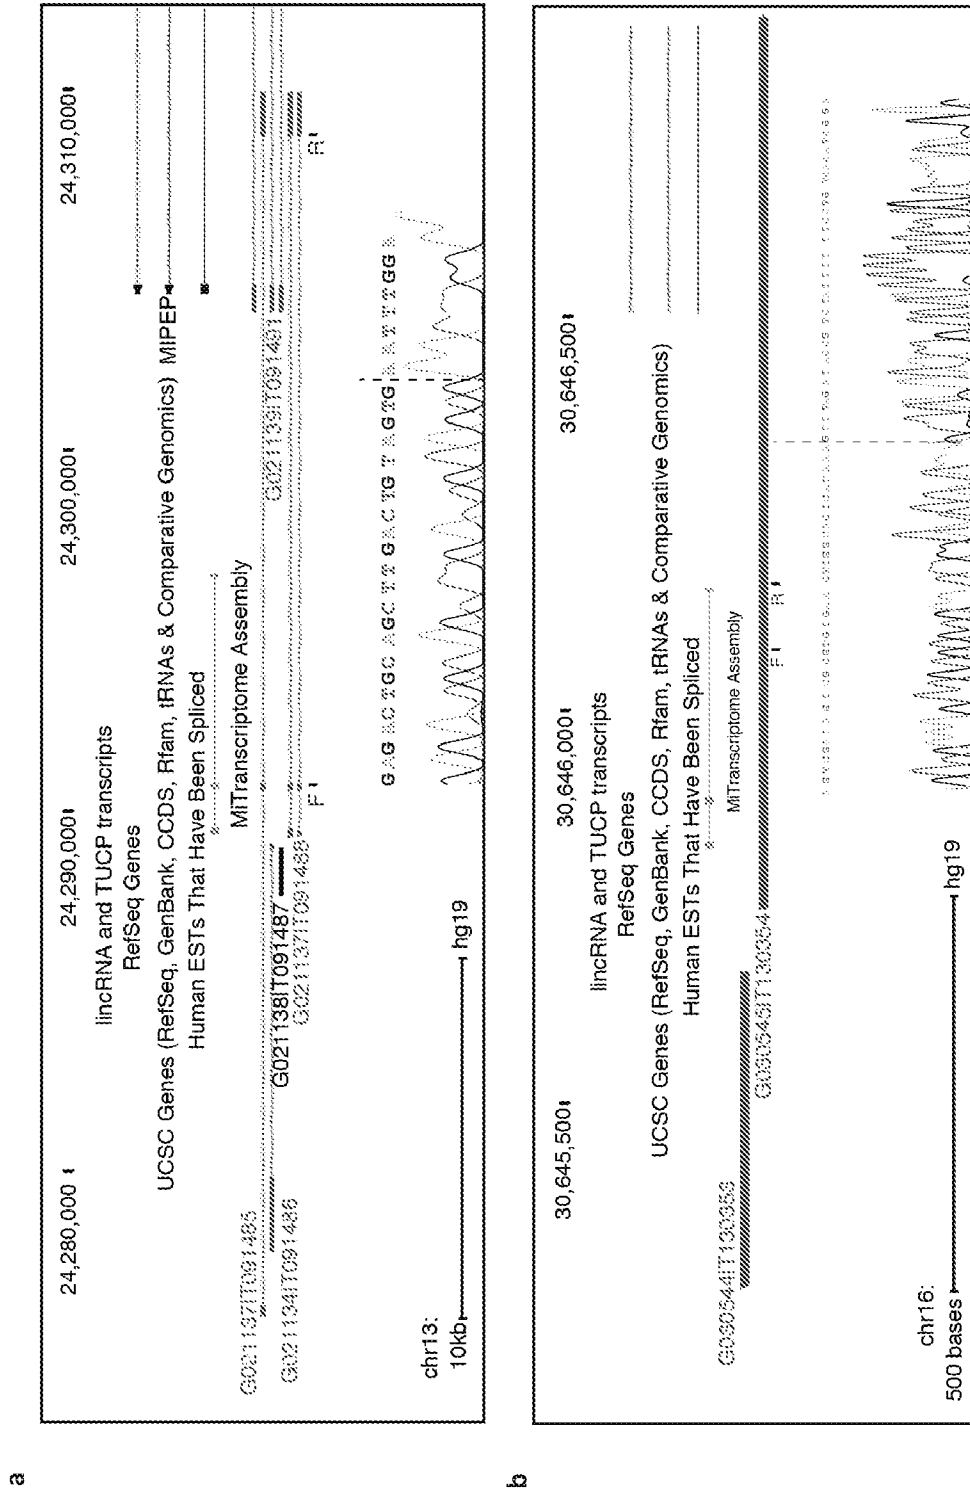 a
24,280,000
24,290,000
24,300,000
24,310,000
lincRNA and TUCP transcripts
RefSeq Genes
UCSC Genes (RefSeq, GenBank, CCDS, Rfam, tRNAs & Comparative Genomics)
MIPEP
Human ESTs That Have Been Spliced
MiTranscriptome Assembly
G021137|T091485
G021134|T091486
G021138|T091487
G021137|T091488
G021139|T091491
F
R
GAGACTGCAGCTTGACTGTAGTGAATTTGGA
chr13:
10kb
hg19
b
30,645,500
30,646,000
30,646,500
lincRNA and TUCP transcripts
RefSeq Genes
UCSC Genes (RefSeq, GenBank, CCDS, Rfam, tRNAs & Comparative Genomics)
Human ESTs That Have Been Spliced
MiTranscriptome Assembly
G030544|T130353
G030545|T130354
F
R
chr16:
500 bases
hg19